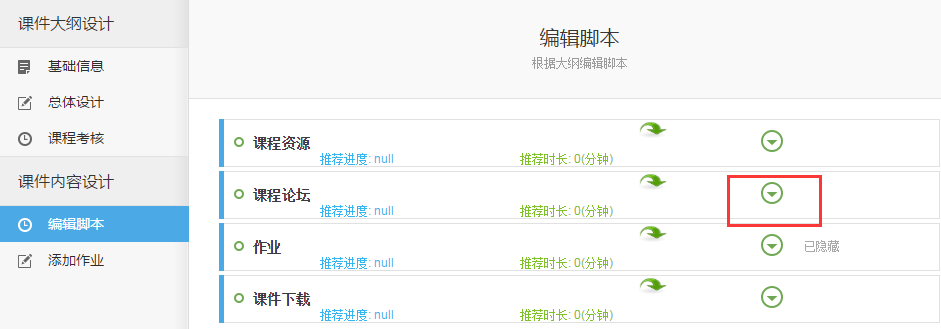 课件大纲设计
基础信息
总体设计
课程考核
课件内容设计
编辑脚本
添加作业
编辑脚本
根据大纲编辑脚本
课程资源
推荐进度: null 推荐时长: 0(分钟)
课程论坛
推荐进度: null 推荐时长: 0(分钟)
作业 已隐藏
推荐进度: null 推荐时长: 0(分钟)
课件下载
推荐进度: null 推荐时长: 0(分钟)